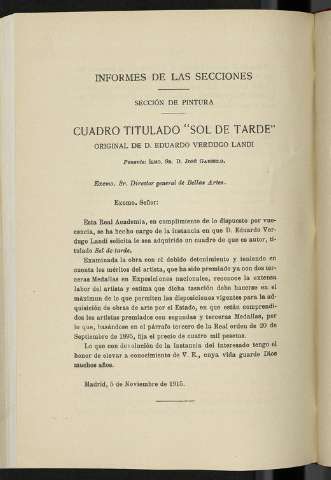 INFORMES DE LAS SECCIONES
SECCIÓN DE PINTURA
CUADRO TITULADO "SOL DE TARDE"
ORIGINAL DE D. EDUARDO VERDUGO LANDI
Ponente: Ilmo. Sr. D. José Garnelo.
Excmo. Sr. Director general de Bellas Artes.
Excmo. Señor:
Esta Real Academia, en cumplimiento de lo dispuesto por vue-
cencia, se ha hecho cargo de la instancia en que D. Eduardo Ver-
dugo Landi solicita le sea adquirido un cuadro de que es autor, ti-
tulado Sol de tarde.
Examinada la obra con el debido detenimiento y teniendo en
cuenta los méritos del artista, que ha sido premiado ya con dos ter-
ceras Medallas en Exposiciones nacionales, reconoce la extensa
labor del artista y estima que dicha tasación debe hacerse en el
máximum de lo que permiten las disposiciones vigentes para la ad-
quisición de obras de arte por el Estado, en que están comprendi-
dos los artistas premiados con segundas y terceras Medallas, por
lo que, basándose en el párrafo tercero de la Real orden de 20 de
Septiembre de 1895, fija el precio de cuatro mil pesetas.
Lo que con devolución de la instancia del interesado tengo el
honor de elevar a conocimiento de V. E., cuya vida guarde Dios
muchos años.
Madrid, 5 de Noviembre de 1915.